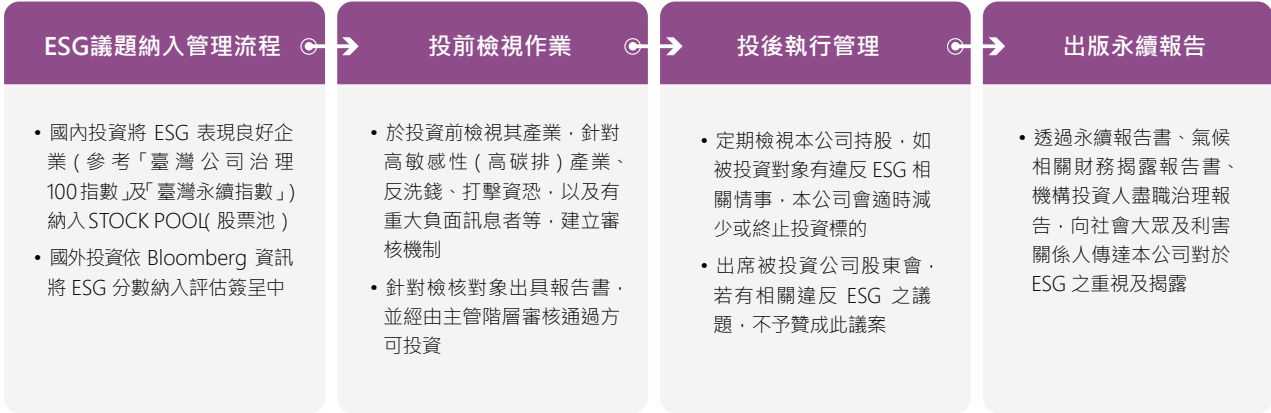 ESG議題納入管理流程
國內投資將 ESG 表現良好企
業(參考「臺灣公司治理
100指數」及「臺灣永續指數」)
納入STOCK POOL(股票池)
國外投資依 Bloomberg 資訊
將 ESG 分數納入評估簽呈中
投前檢視作業
於投資前檢視其產業，針對
高敏感性(高碳排)產業、
反洗錢、打擊資恐，以及有
重大負面訊息者等，建立審
核機制
針對檢核對象出具報告書，
並經由主管階層審核通過方
可投資
投後執行管理
定期檢視本公司持股，如
被投資對象有違反 ESG 相
關情事，本公司會適時減
少或終止投資標的
出席被投資公司股東會，
若有相關違反 ESG 之議
題，不予贊成此議案
出版永續報告
透過永續報告書、氣候
相關財務揭露報告書、
機構投資人盡職治理報
告，向社會大眾及利害
關係人傳達本公司對於
ESG 之重視及揭露